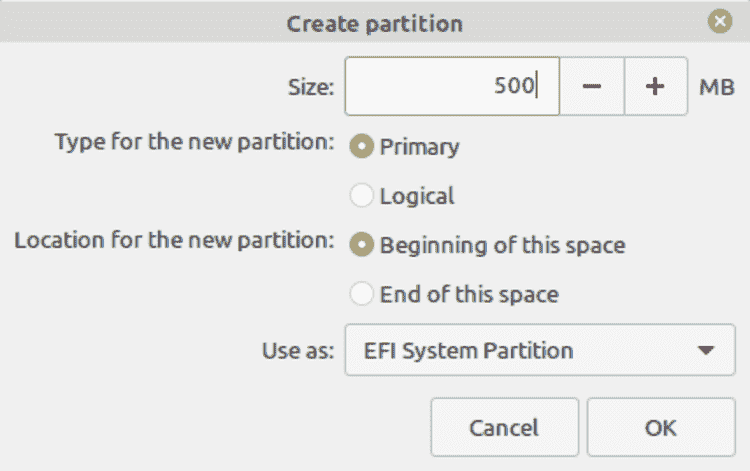 Create partition
Size: 500 MB
Type for the new partition: Primary
Logical
Location for the new partition: Beginning of this space
End of this space
Use as: EFI System Partition
Cancel OK